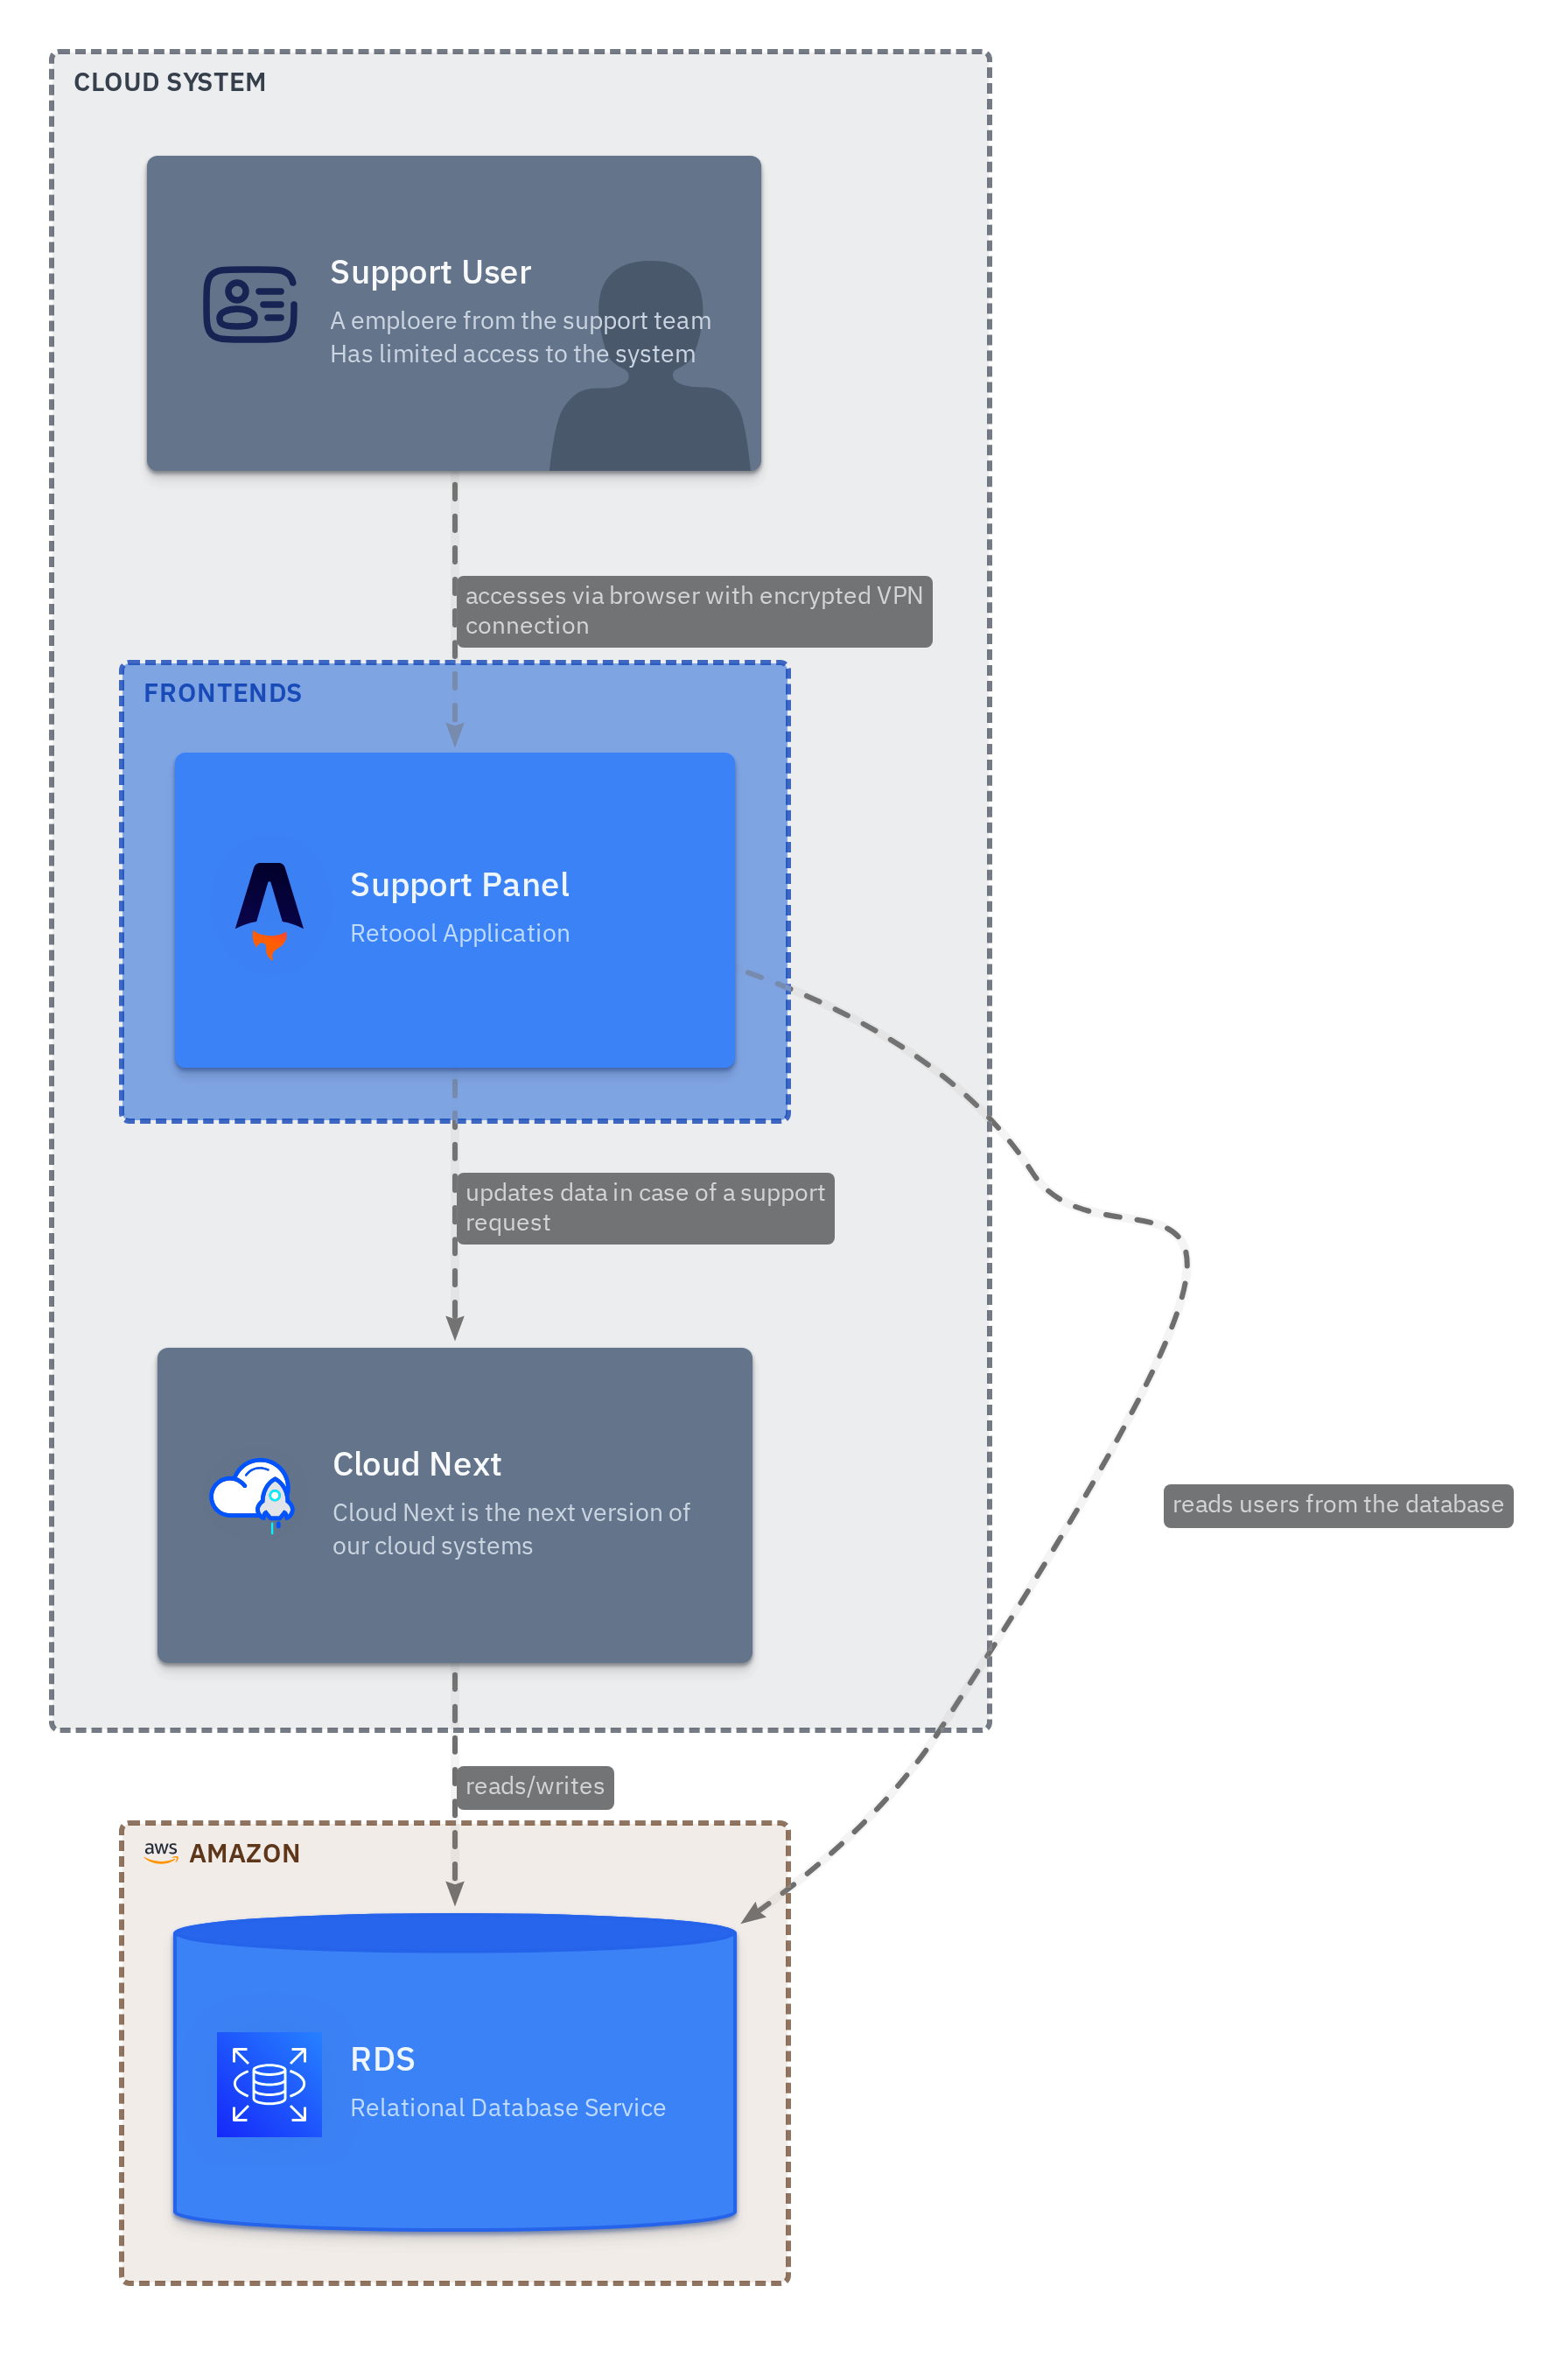 CLOUD SYSTEM
Support User
A emploere from the support team
Has limited access to the system
accesses via browser with encrypted VPN
connection
FRONTENDS
Support Panel
Retoool Application
updates data in case of a support
request
Cloud Next
Cloud Next is the next version of
our cloud systems
reads users from the database
reads/writes
aws AMAZON
RDS
Relational Database Service